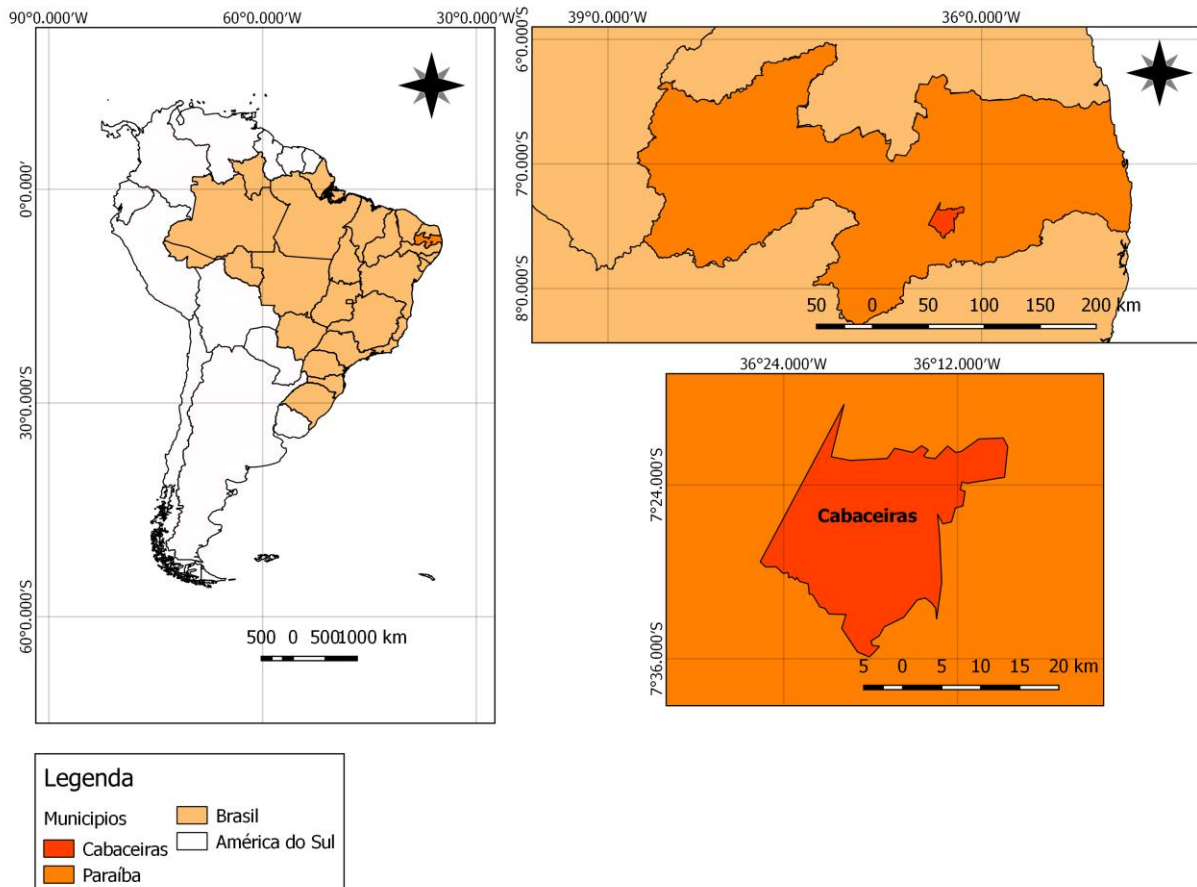 90°0.000'W 60°0.000'W 30°0.000'W
0°0.000'
30°0.000'S
60°0.000'S
500 0 5001000 km
39°0.000'W 36°0.000'W
6°0.000'S
7°0.000'S
8°0.000'S
50 0 50 100 150 200 km
36°24.000'W 36°12.000'W
7°24.000'S
7°36.000'S
Cabaceiras
5 0 5 10 15 20 km
Legenda
Municipios
Cabaceiras
Paraíba
Brasil
América do Sul